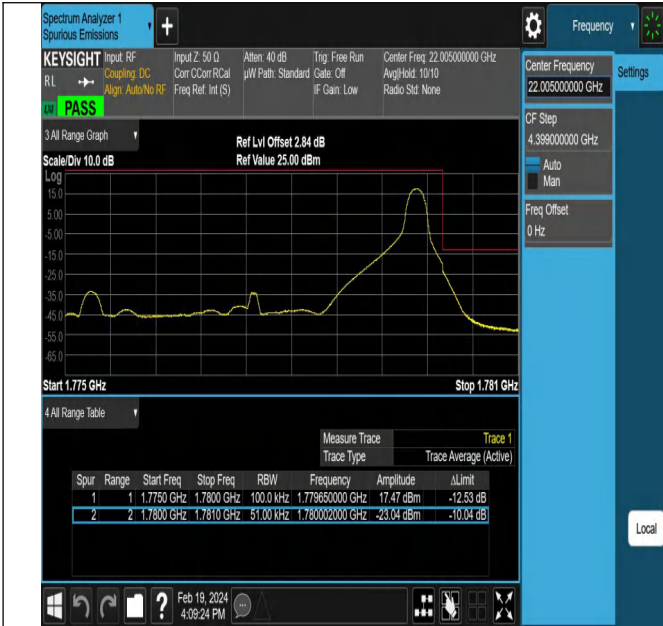 Spectrum Analyzer 1
Spurious Emissions
+
Frequency
KEYSIGHT
RL
Input: RF
Coupling: DC
Align: Auto/No RF
Input Z: 50 Ω
Corr CCorr RCal
Freq Ref: Int (S)
Atten: 40 dB
µW Path: Standard
Trig: Free Run
Gate: Off
IF Gain: Low
Center Freq: 22.005000000 GHz
Avg|Hold: 10/10
Radio Std: None
PASS
Center Frequency
22.005000000 GHz
Settings
CF Step
4.399000000 GHz
Auto
Man
Freq Offset
0 Hz
3 All Range Graph
Ref Lvl Offset 2.84 dB
Scale/Div 10.0 dB
Ref Value 25.00 dBm
Log
15.0
5.00
-5.00
-15.0
-25.0
-35.0
-45.0
-55.0
-65.0
Start 1.775 GHz
Stop 1.781 GHz
4 All Range Table
Measure Trace Trace 1
Trace Type Trace Average (Active)
Spur Range Start Freq Stop Freq RBW Frequency Amplitude ΔLimit
1 1 1.7750 GHz 1.7800 GHz 100.0 kHz 1.779650000 GHz 17.47 dBm -12.53 dB
2 2 1.7800 GHz 1.7810 GHz 51.00 kHz 1.780002000 GHz -23.04 dBm -10.04 dB
Local
?
Feb 19, 2024
4:09:24 PM